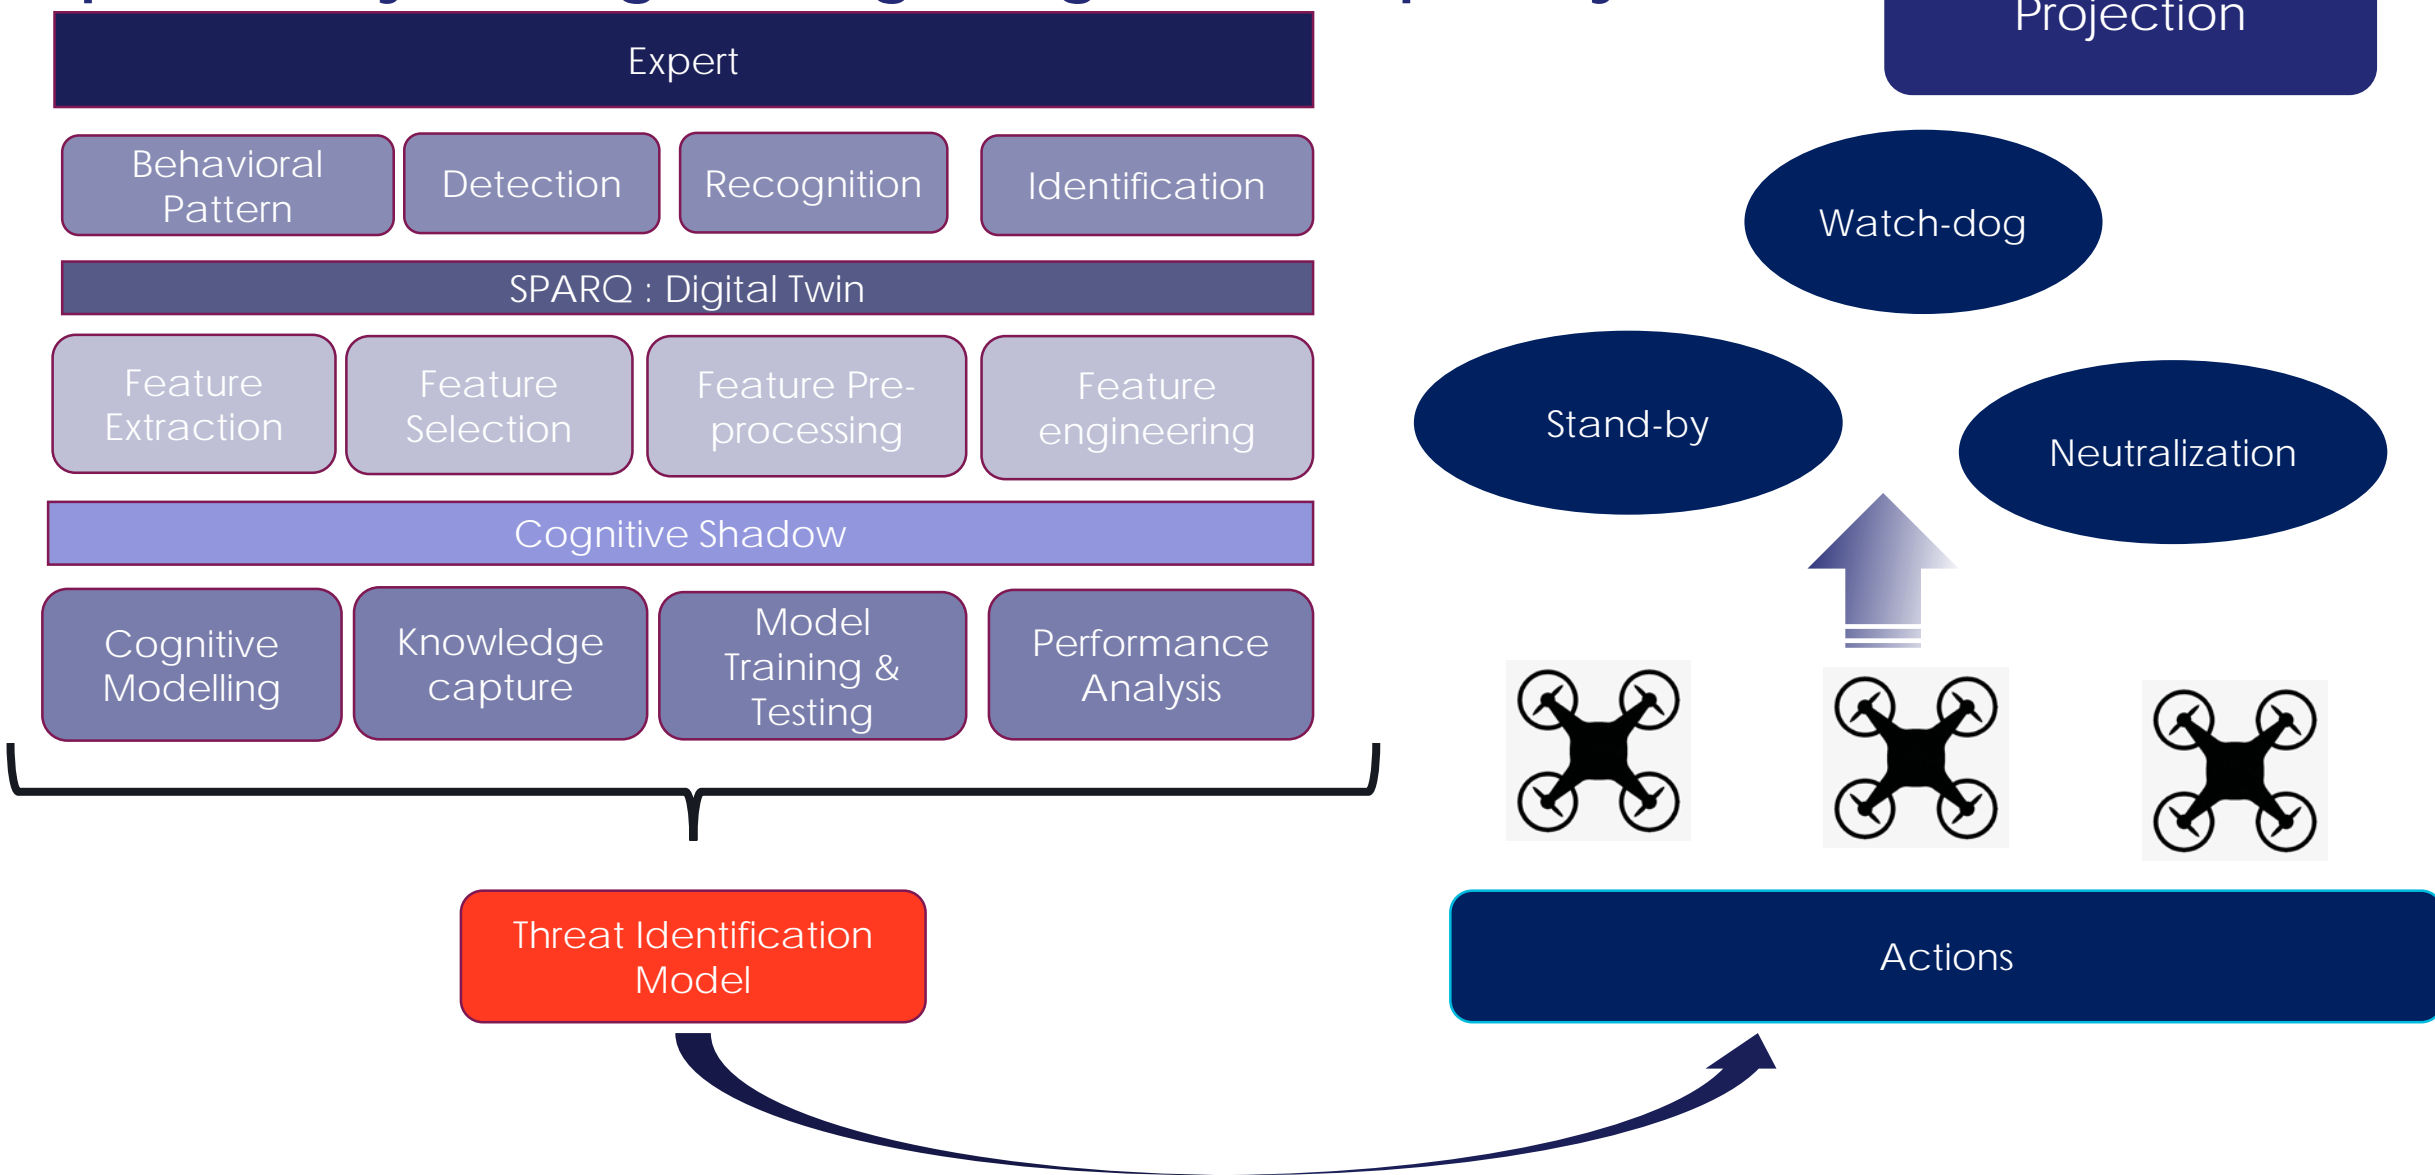 Projection
Expert
Behavioral
Pattern
Detection
Recognition
Identification
SPARQ : Digital Twin
Feature
Extraction
Feature
Selection
Feature Pre-
processing
Feature
engineering
Cognitive Shadow
Cognitive
Modelling
Knowledge
capture
Model
Training &
Testing
Performance
Analysis
Threat Identification
Model
Watch-dog
Stand-by
Neutralization
Actions